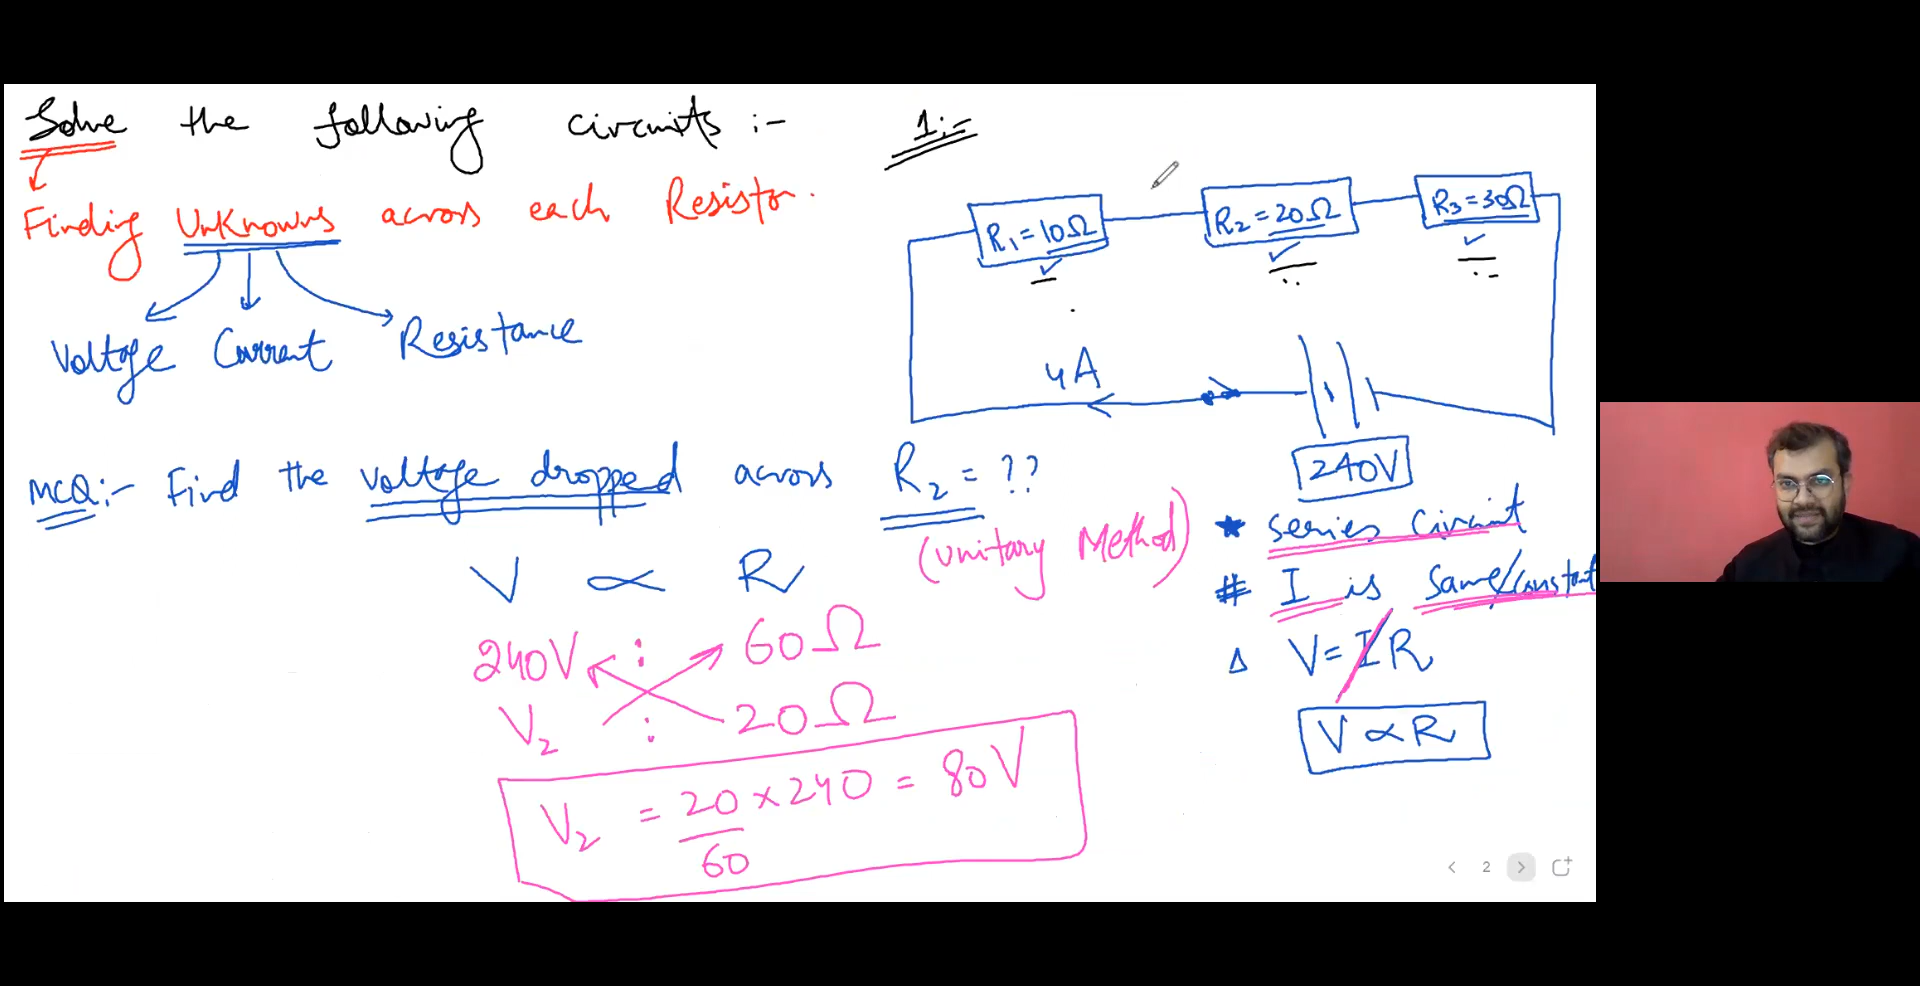 Solve the following circuits :-
1:-
Finding UnKnowns across each Resistor.
Voltage Current Resistance
R₁ = 10Ω
R₂ = 20Ω
R₃ = 30Ω
4A
240V
MCQ:- Find the voltage dropped across R₂ = ??
(Unitary Method)
V ∝ R
240V : 60Ω
V₂ : 20Ω
V₂ = 20/60 × 240 = 80V
★ series circuit
# I is same/constant
Δ V = IR
V ∝ R
2